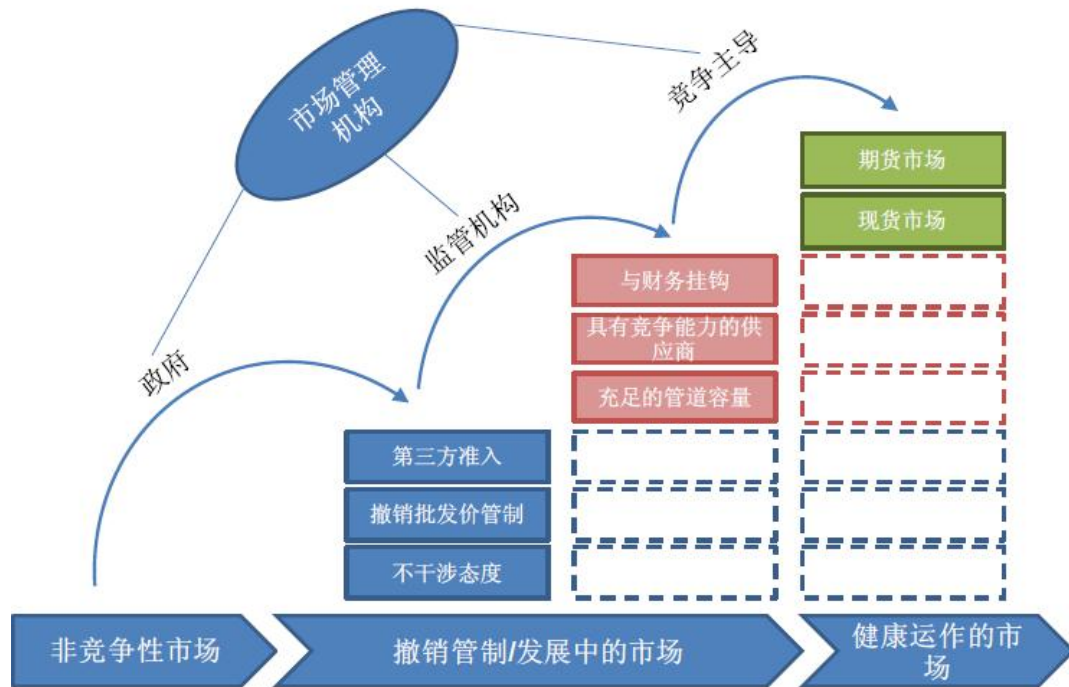 市场管理
机构
竞争主导
监管机构
政府
期货市场
现货市场
与财务挂钩
具有竞争能力的供
应商
充足的管道容量
第三方准入
撤销批发价管制
不干涉态度
非竞争性市场
撤销管制/发展中的市场
健康运作的市
场